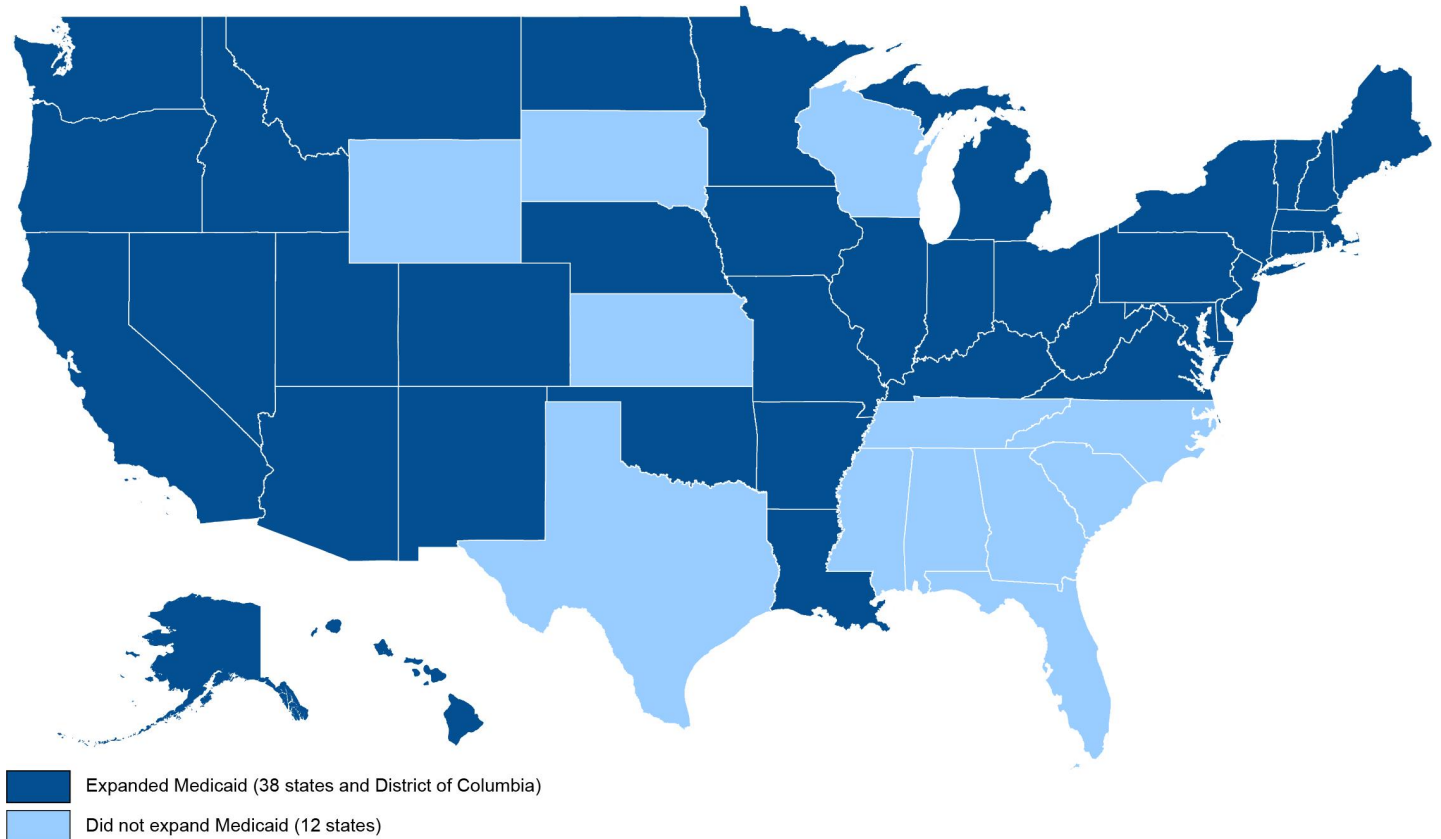 Expanded Medicaid (38 states and District of Columbia)
Did not expand Medicaid (12 states)